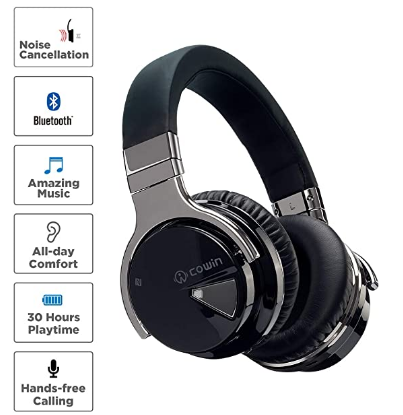 Noise
Cancellation
Bluetooth®
Amazing
Music
All-day
Comfort
30 Hours
Playtime
Hands-free
Calling
cowin